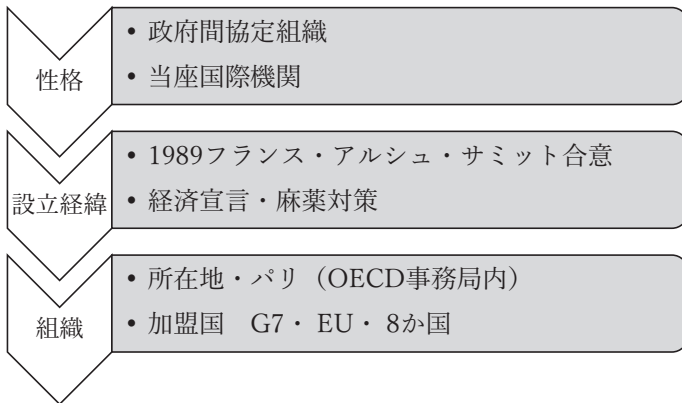 性格
• 政府間協定組織
• 当座国際機関
設立経緯
• 1989フランス・アルシュ・サミット合意
• 経済宣言・麻薬対策
組織
• 所在地・パリ（OECD事務局内）
• 加盟国　G7・EU・8か国